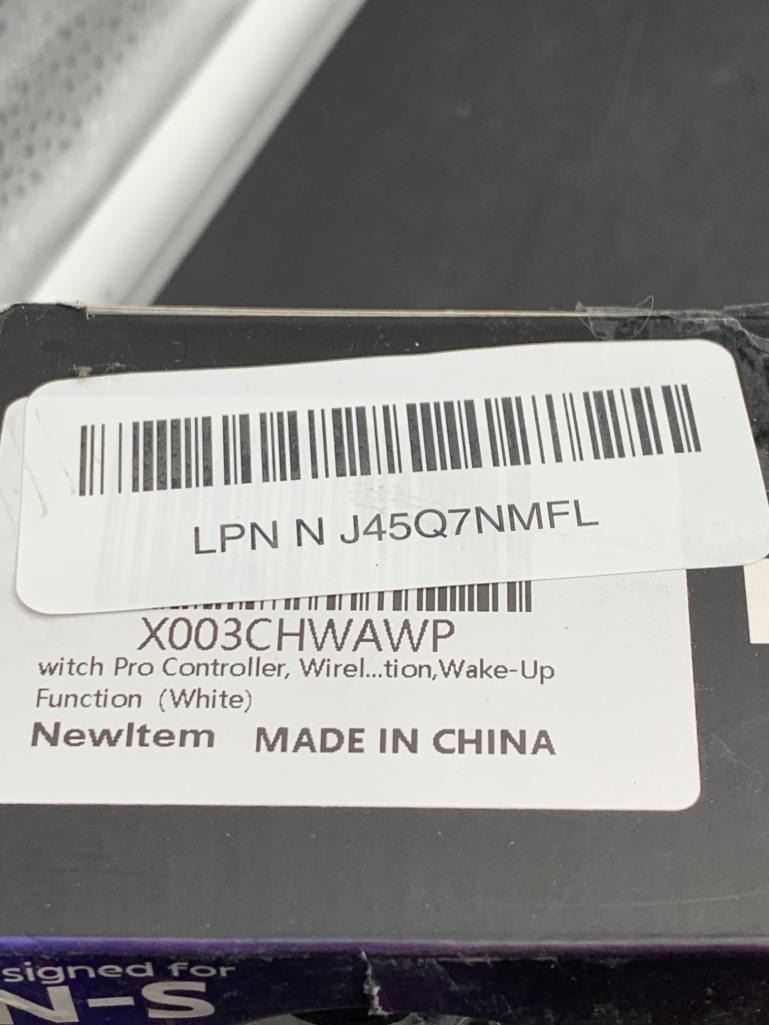 LPN N J45Q7NMFL
X003CHWAWP
witch Pro Controller, Wirel...tion,Wake-Up
Function (White)
NewItem MADE IN CHINA
signed for
N-S